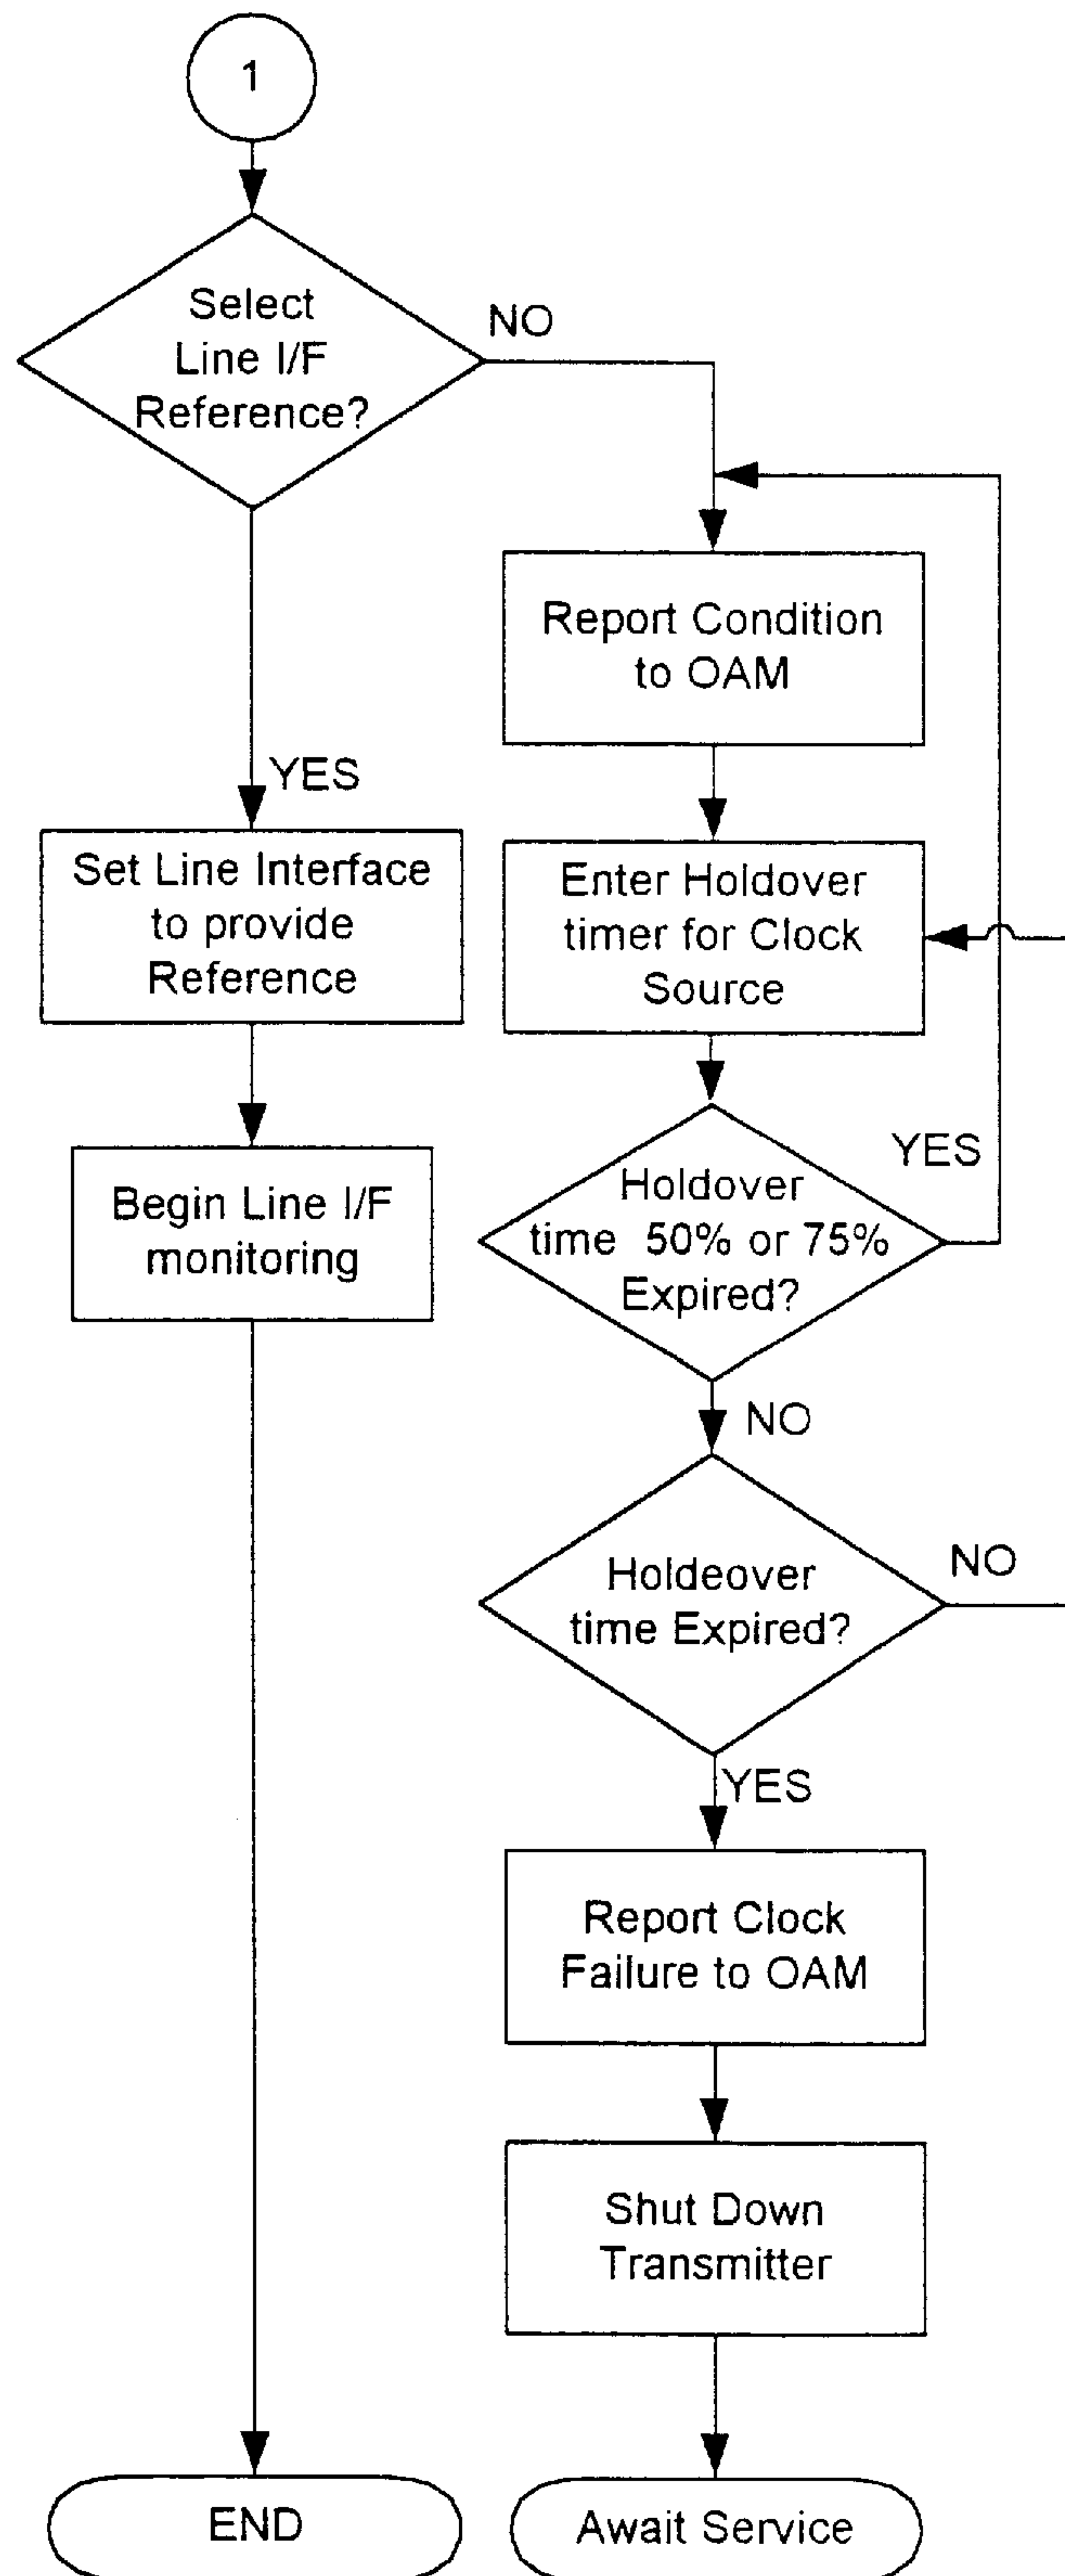 1
Select
Line I/F
Reference?
NO
YES
Set Line Interface
to provide
Reference
Begin Line I/F
monitoring
END
Report Condition
to OAM
Enter Holdover
timer for Clock
Source
Holdover
time 50% or 75%
Expired?
YES
NO
Holdeover
time Expired?
NO
YES
Report Clock
Failure to OAM
Shut Down
Transmitter
Await Service